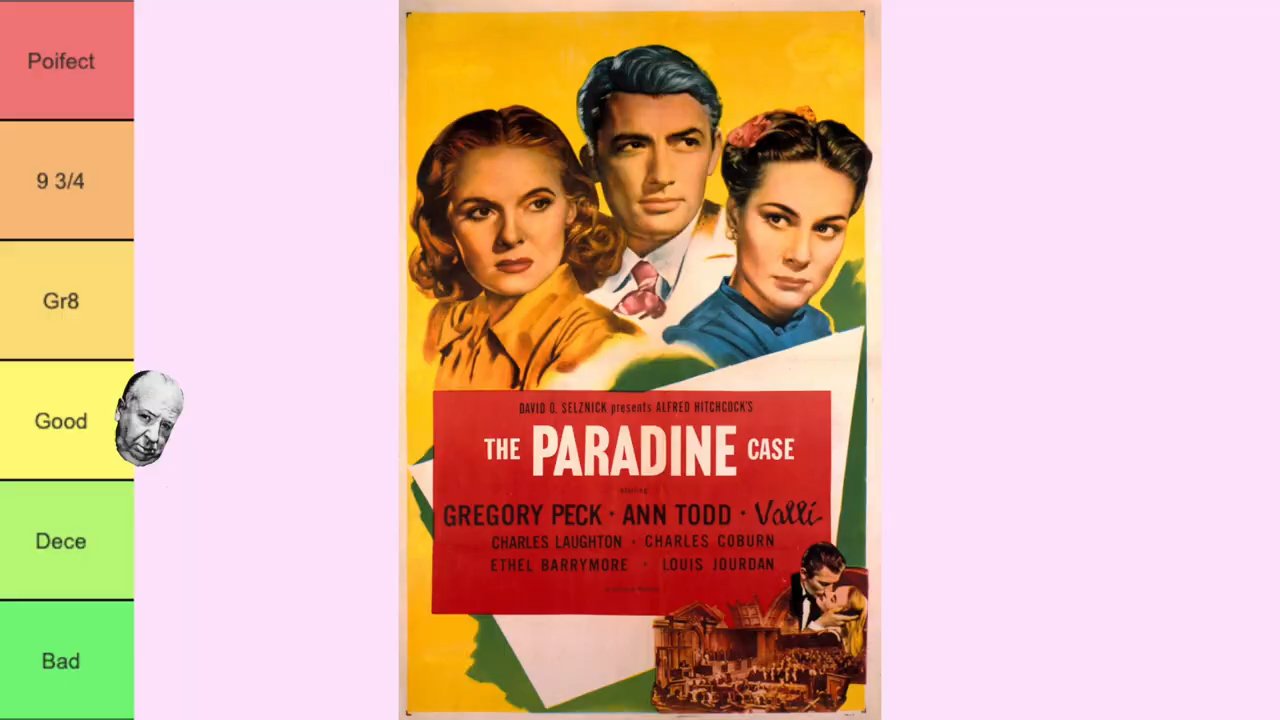 Poifect
9 3/4
Gr8
Good
Dece
Bad
DAVID O. SELZNICK presents ALFRED HITCHCOCK'S
THE PARADINE CASE
starring
GREGORY PECK · ANN TODD · Valli
CHARLES LAUGHTON · CHARLES COBURN
ETHEL BARRYMORE · LOUIS JOURDAN